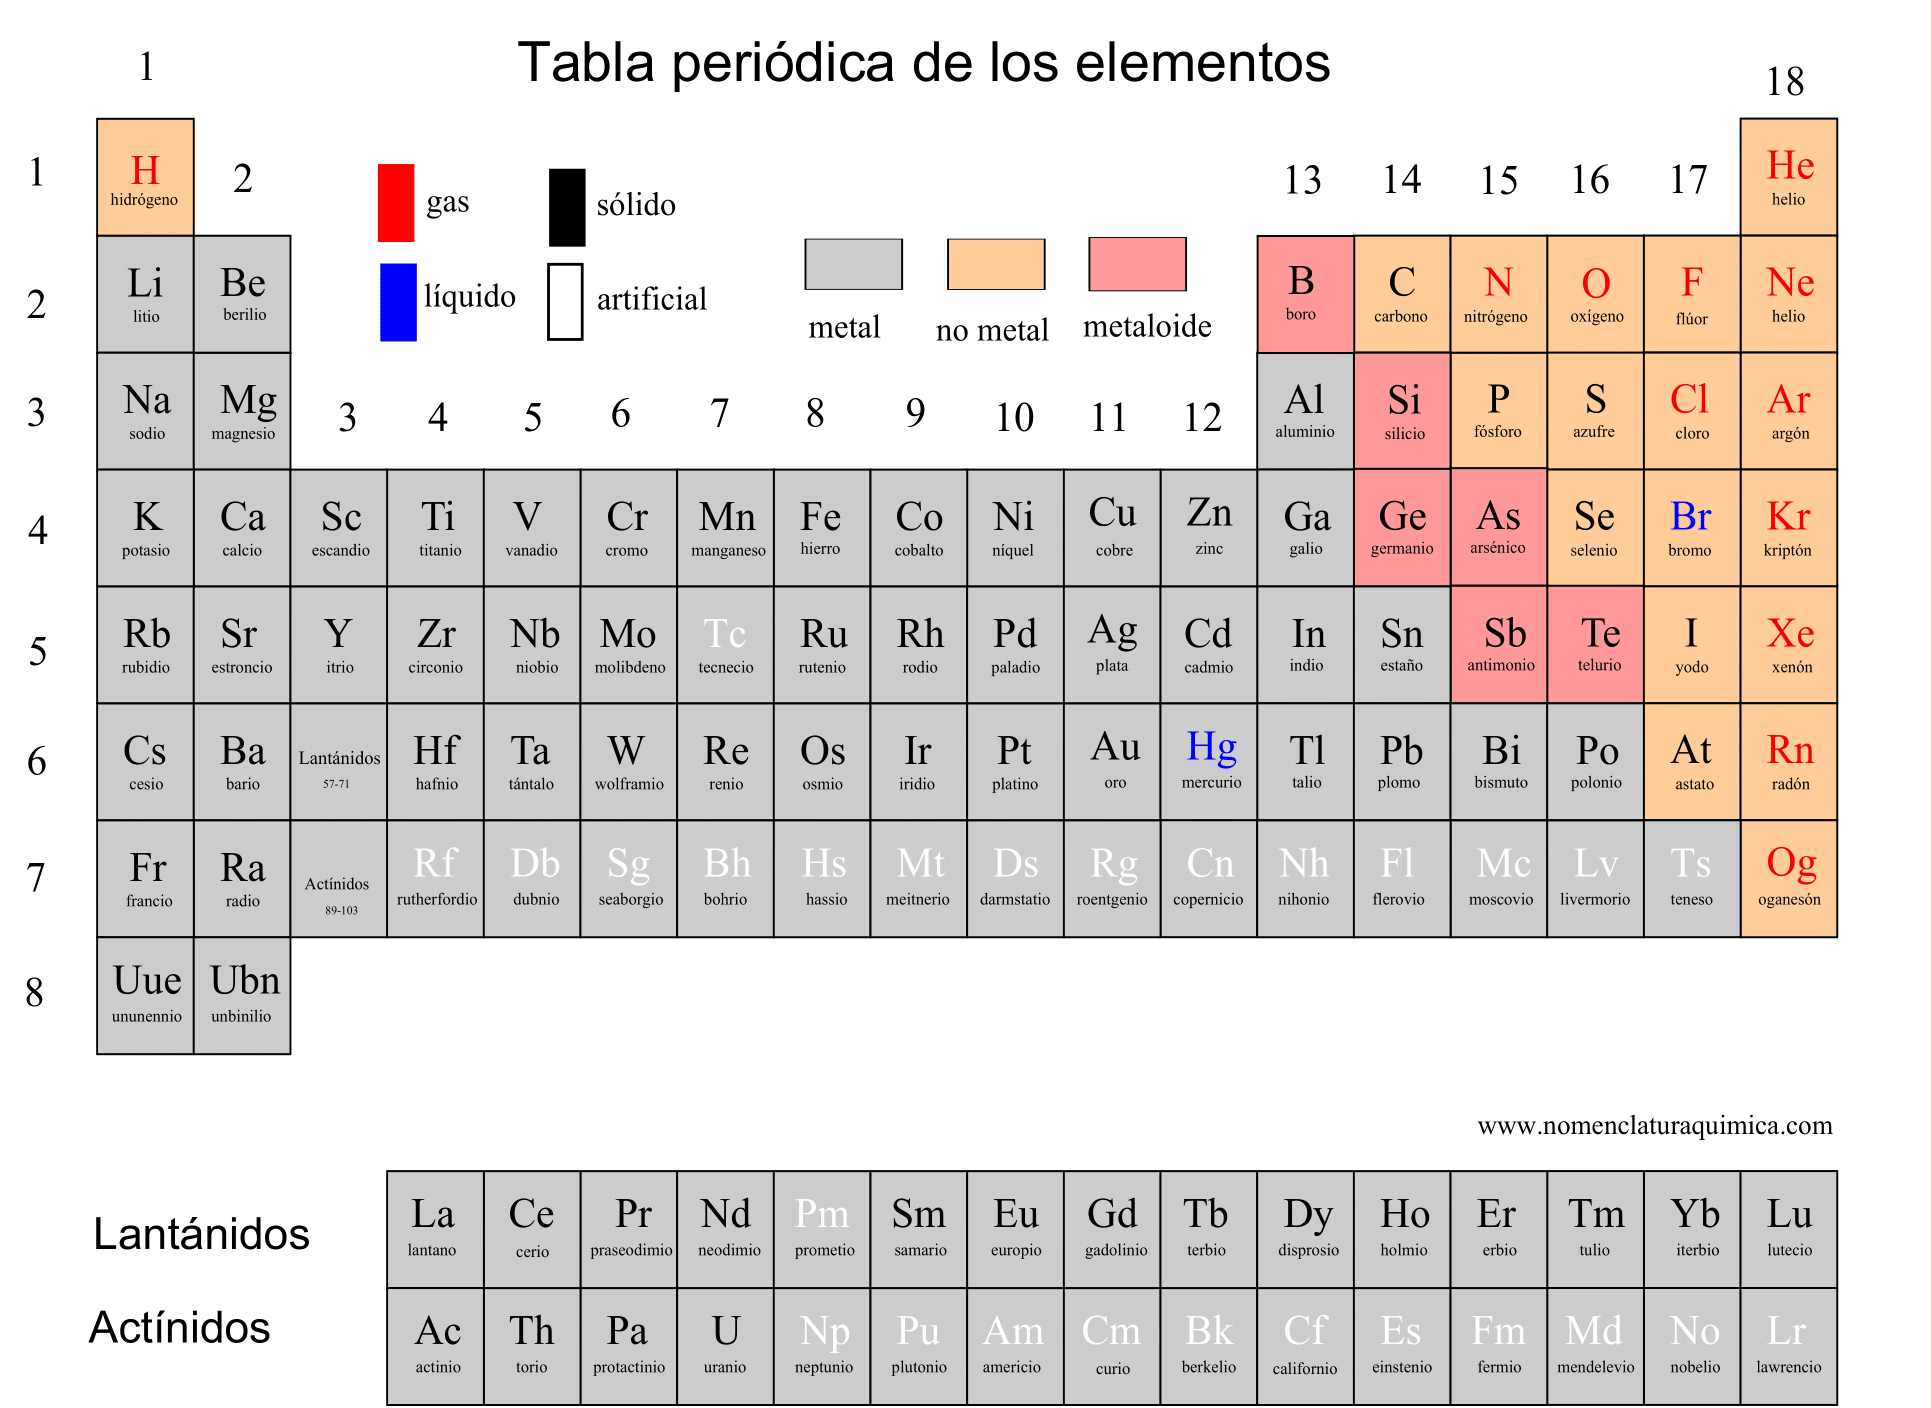 Tabla periódica de los elementos
1
18
1
H
hidrógeno
2
gas
sólido
líquido
artificial
metal
no metal
metaloide
13
14
15
16
17
He
helio
2
Li
litio
Be
berilio
B
boro
C
carbono
N
nitrógeno
O
oxígeno
F
flúor
Ne
helio
3
Na
sodio
Mg
magnesio
3
4
5
6
7
8
9
10
11
12
Al
aluminio
Si
silicio
P
fósforo
S
azufre
Cl
cloro
Ar
argón
4
K
potasio
Ca
calcio
Sc
escandio
Ti
titanio
V
vanadio
Cr
cromo
Mn
manganeso
Fe
hierro
Co
cobalto
Ni
níquel
Cu
cobre
Zn
zinc
Ga
galio
Ge
germanio
As
arsénico
Se
selenio
Br
bromo
Kr
kriptón
5
Rb
rubidio
Sr
estroncio
Y
itrio
Zr
circonio
Nb
niobio
Mo
molibdeno
Tc
tecnecio
Ru
rutenio
Rh
rodio
Pd
paladio
Ag
plata
Cd
cadmio
In
indio
Sn
estaño
Sb
antimonio
Te
telurio
I
yodo
Xe
xenón
6
Cs
cesio
Ba
bario
Lantánidos
57-71
Hf
hafnio
Ta
tántalo
W
wolframio
Re
renio
Os
osmio
Ir
iridio
Pt
platino
Au
oro
Hg
mercurio
Tl
talio
Pb
plomo
Bi
bismuto
Po
polonio
At
astato
Rn
radón
7
Fr
francio
Ra
radio
Actínidos
89-103
Rf
rutherfordio
Db
dubnio
Sg
seaborgio
Bh
bohrio
Hs
hassio
Mt
meitnerio
Ds
darmstatio
Rg
roentgenio
Cn
copernicio
Nh
nihonio
Fl
flerovio
Mc
moscovio
Lv
livermorio
Ts
teneso
Og
oganesón
8
Uue
ununennio
Ubn
unbinilio
www.nomenclaturaquimica.com
Lantánidos
La
lantano
Ce
cerio
Pr
praseodimio
Nd
neodimio
Pm
prometio
Sm
samario
Eu
europio
Gd
gadolinio
Tb
terbio
Dy
disprosio
Ho
holmio
Er
erbio
Tm
tulio
Yb
iterbio
Lu
lutecio
Actínidos
Ac
actinio
Th
torio
Pa
protactinio
U
uranio
Np
neptunio
Pu
plutonio
Am
americio
Cm
curio
Bk
berkelio
Cf
californio
Es
einstenio
Fm
fermio
Md
mendelevio
No
nobelio
Lr
lawrencio